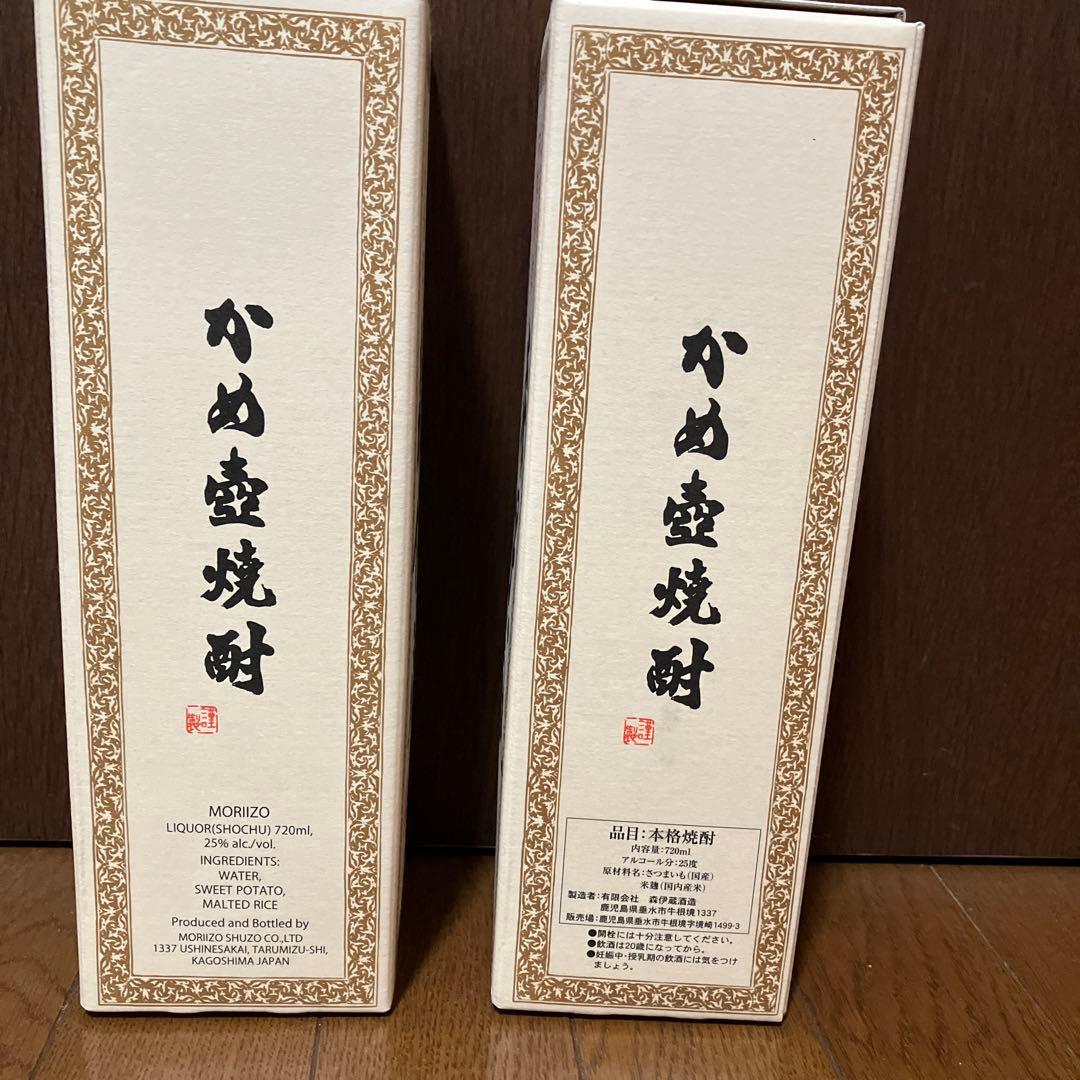 かめ壺焼酎
謹製
MORIIZO
LIQUOR(SHOCHU) 720ml,
25% alc./vol.
INGREDIENTS:
WATER,
SWEET POTATO,
MALTED RICE
Produced and Bottled by
MORIIZO SHUZO CO.,LTD
1337 USHINESAKAI, TARUMIZU-SHI,
KAGOSHIMA JAPAN
かめ壺焼酎
謹製
品目：本格焼酎
内容量：720ml
アルコール分：25度
原材料名：さつまいも（国産）
米麹（国内産米）
製造者：有限会社 森伊蔵酒造
鹿児島県垂水市牛根境1337
販売場：鹿児島県垂水市牛根境字境崎1499-3
●開栓には十分注意してください。
●飲酒は20歳になってから。
●妊娠中・授乳期の飲酒には気をつけ
ましょう。